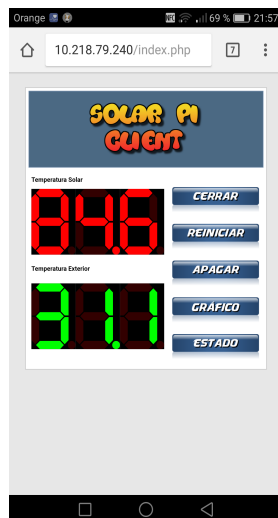 Orange 69 % 21:57
10.218.79.240/index.php 7
SOLAR PI
CLIENT
Temperatura Solar
84.6
CERRAR
REINICIAR
Temperatura Exterior
31.1
APAGAR
GRÁFICO
ESTADO